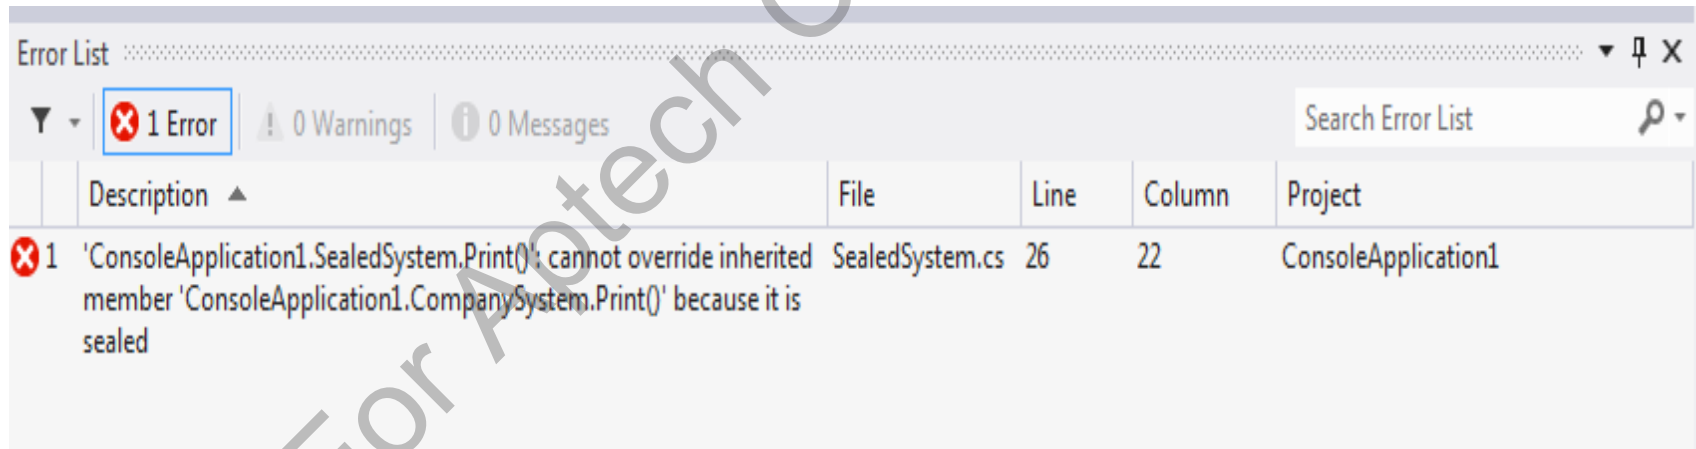 Error List
1 Error 0 Warnings 0 Messages Search Error List
Description File Line Column Project
1 'ConsoleApplication1.SealedSystem.Print()': cannot override inherited SealedSystem.cs 26 22 ConsoleApplication1
member 'ConsoleApplication1.CompanySystem.Print()' because it is
sealed
For Aptech